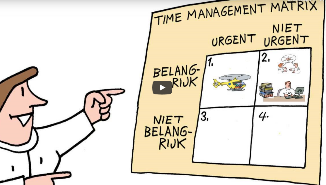 TIME MANAGEMENT MATRIX
URGENT
NIET
URGENT
BELANG-
RIJK
1.
2.
NIET
BELANG-
RIJK
3.
4.